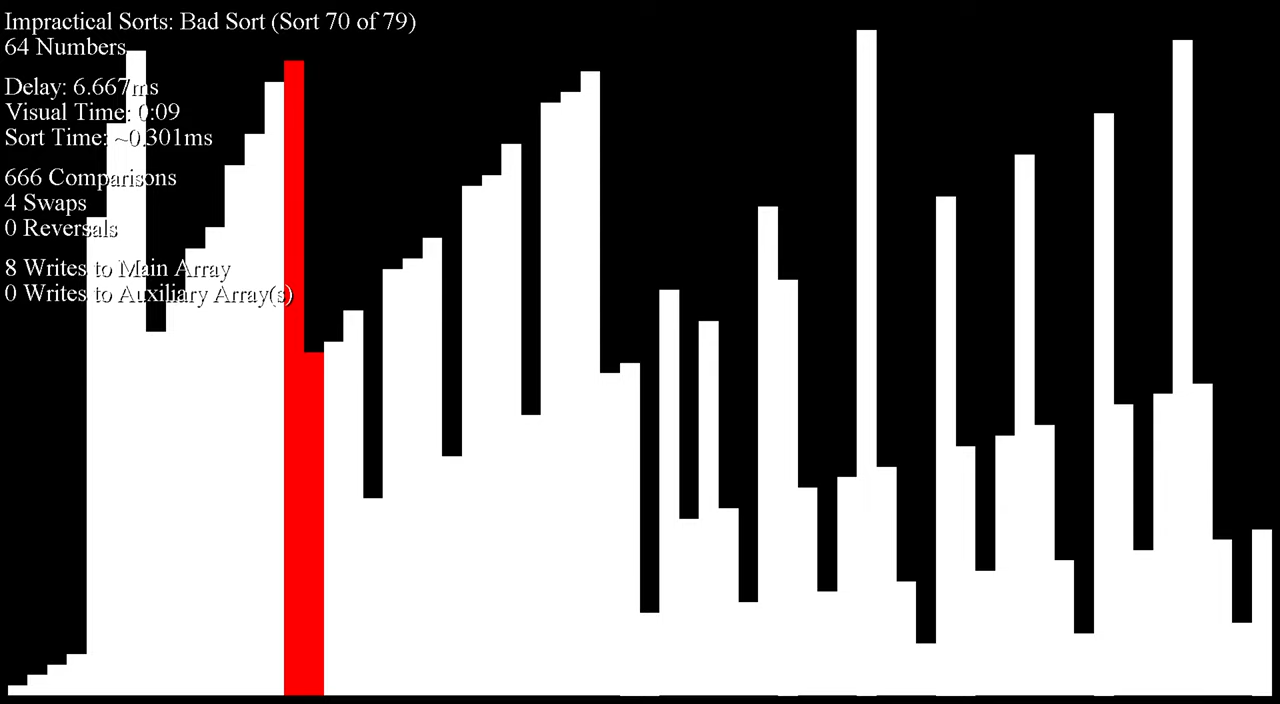 Impractical Sorts: Bad Sort (Sort 70 of 79)
64 Numbers
Delay: 6.667ms
Visual Time: 0:09
Sort Time: ~0.301ms
666 Comparisons
4 Swaps
0 Reversals
8 Writes to Main Array
0 Writes to Auxiliary Array(s)